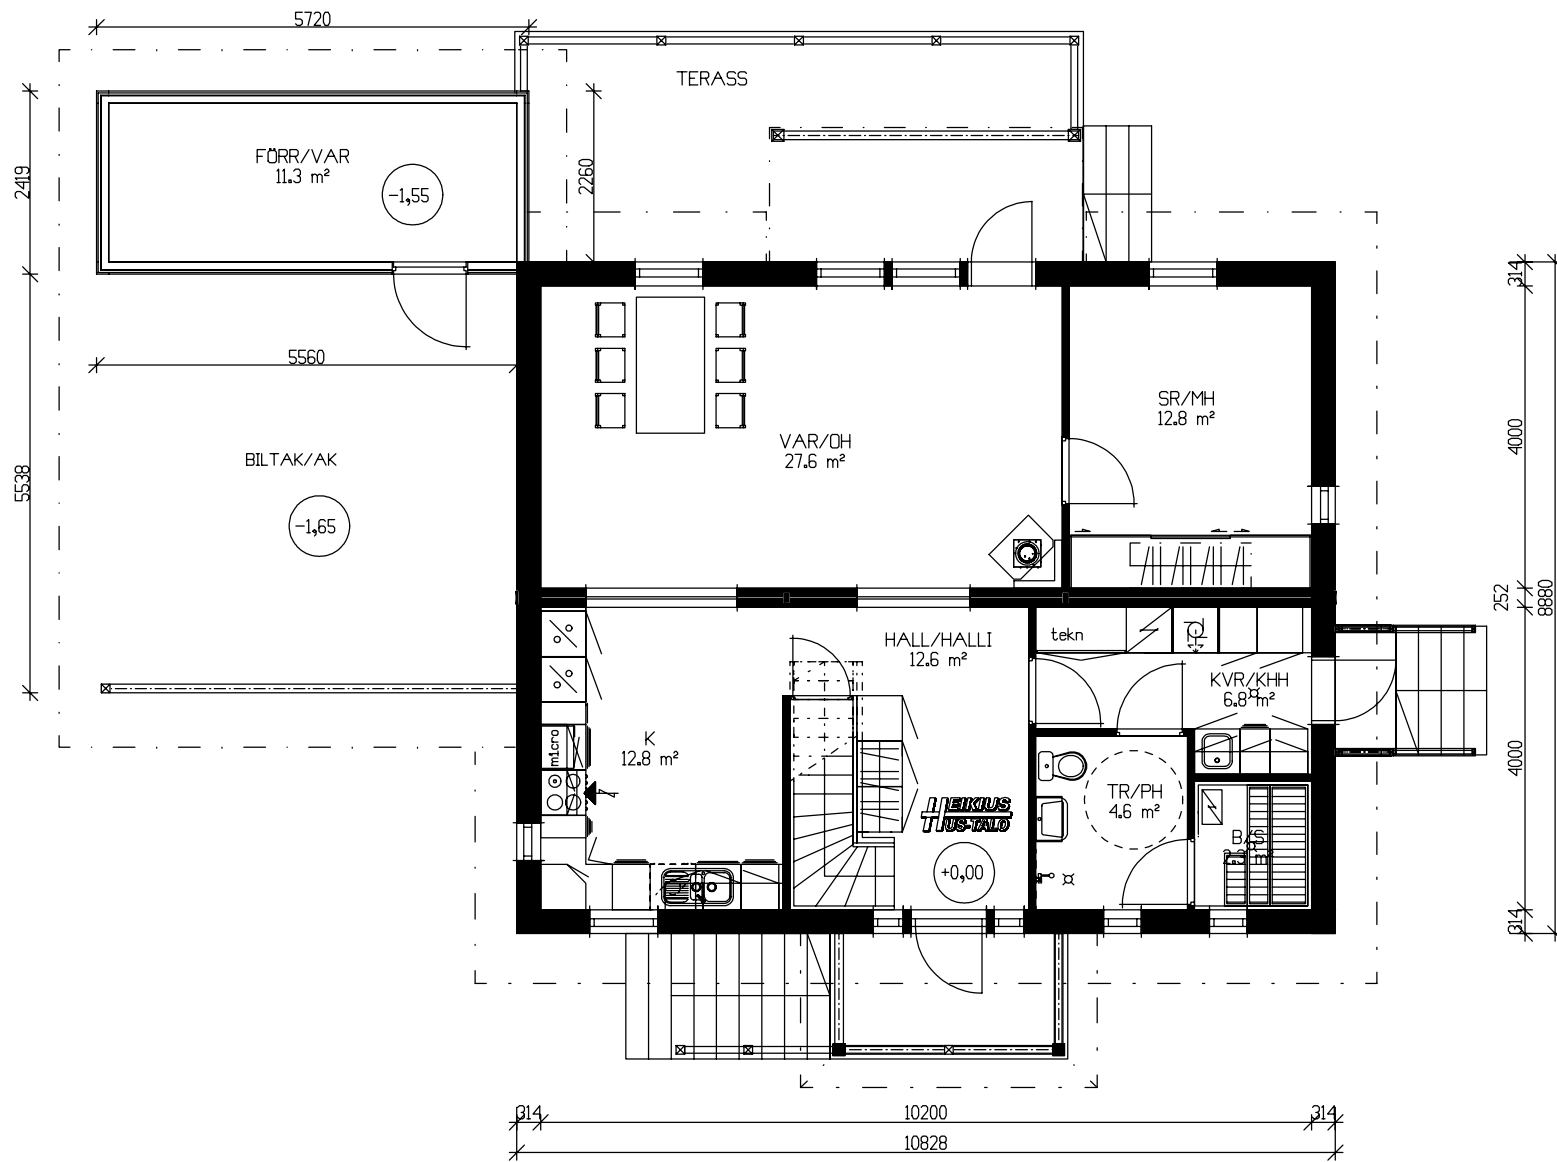 5720
TERASS
2419
FÖRR/VAR
11.3 m²
-1,55
2260
314
5560
SR/MH
12.8 m²
4000
VAR/OH
27.6 m²
BILTAK/AK
5538
-1,65
252
8880
tekn
HALL/HALLI
12.6 m²
KVR/KHH
6.8 m²
K
12.8 m²
micro
4000
TR/PH
4.6 m²
HEIKIUS
HUS-TALO
B/S
+0,00
314
314
10200
314
10828